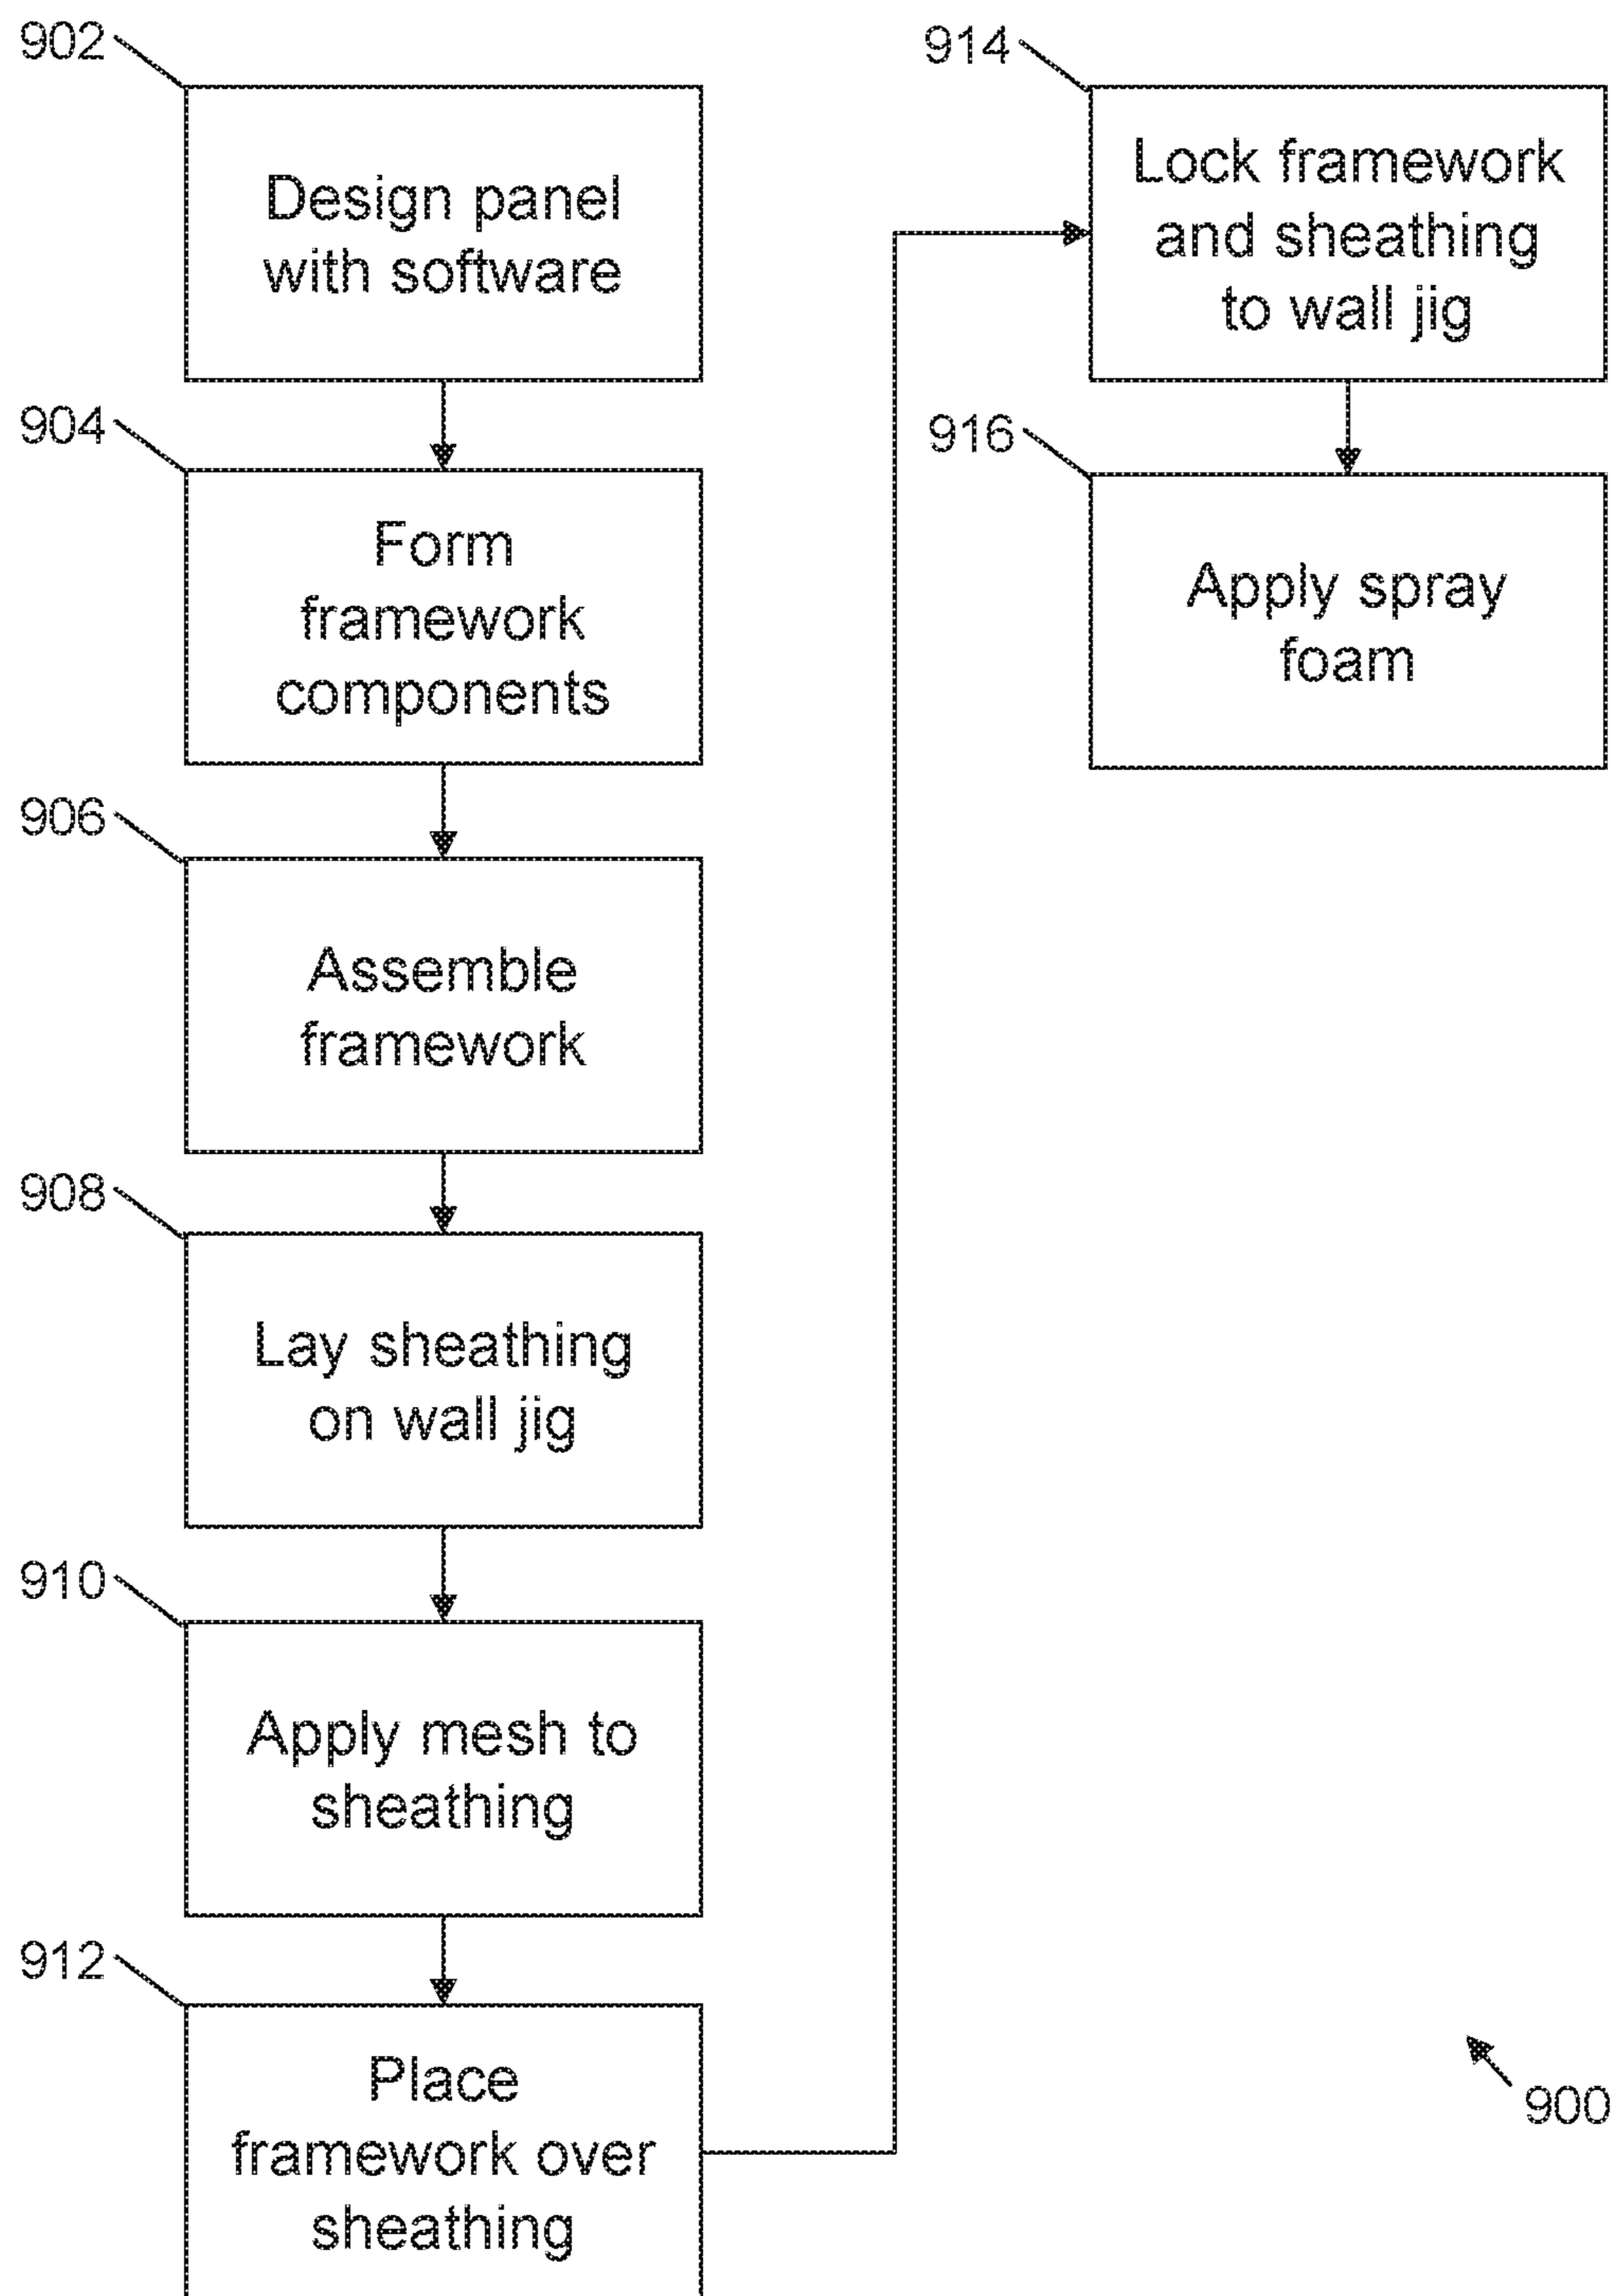 902
Design panel
with software
904
Form
framework
components
906
Assemble
framework
908
Lay sheathing
on wall jig
910
Apply mesh to
sheathing
912
Place
framework over
sheathing
914
Lock framework
and sheathing
to wall jig
916
Apply spray
foam
900